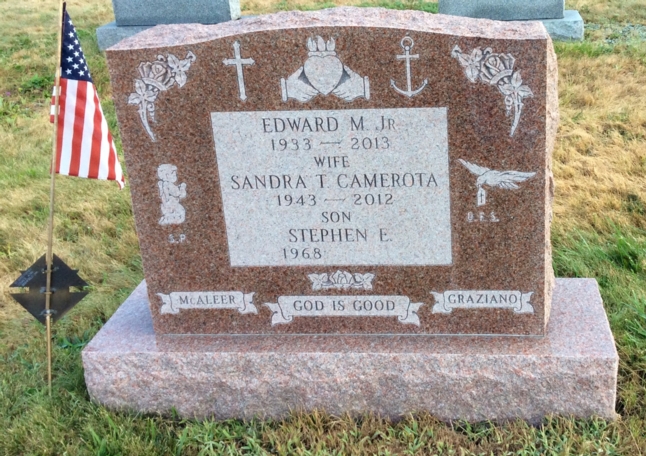 EDWARD M. Jr.
1933 — 2013
WIFE
SANDRA T. CAMEROTA
1943 — 2012
SON
STEPHEN E.
1968
S.P.
D.F.S.
McALEER
GOD IS GOOD
GRAZIANO